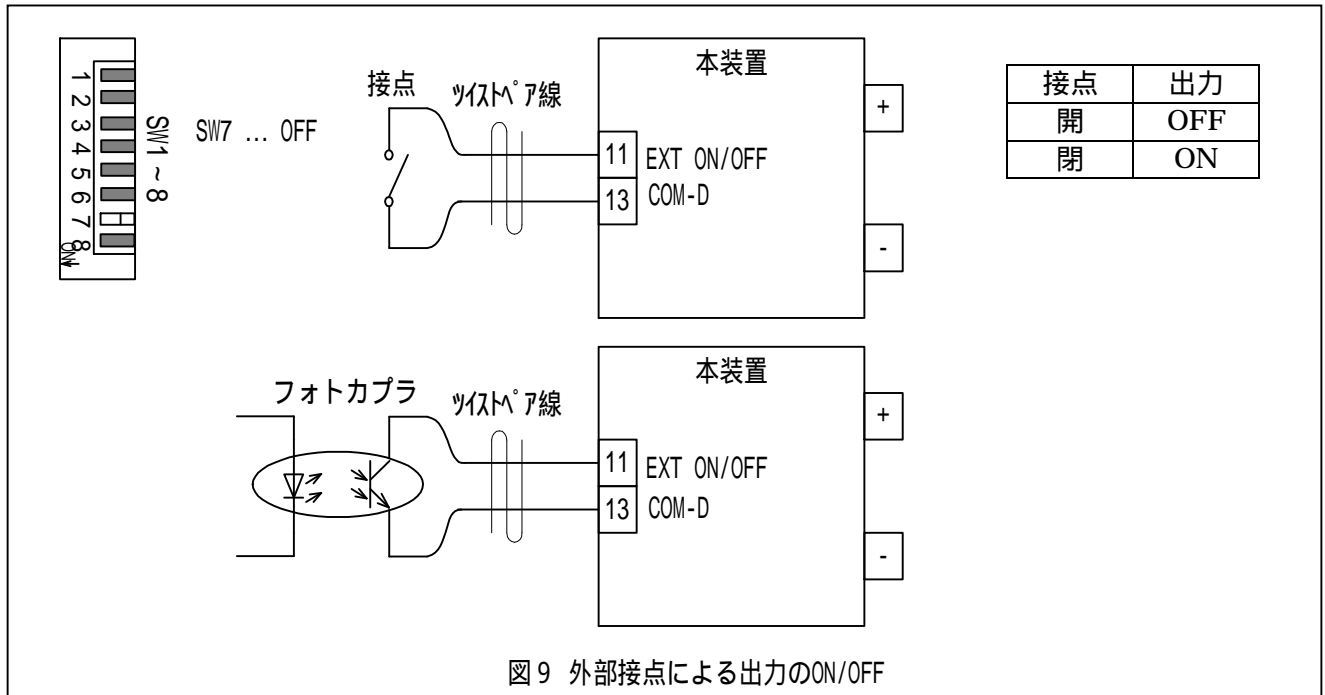 1
2
3
4
5
6
7
8
ON
SW1 ~ 8
SW7 ... OFF
接点
ﾂｲｽﾄﾍﾟｱ線
本装置
11 EXT ON/OFF
13 COM-D
+
-
接点 出力
開 OFF
閉 ON
フォトカプラ
ﾂｲｽﾄﾍﾟｱ線
本装置
11 EXT ON/OFF
13 COM-D
+
-
図９ 外部接点による出力のON/OFF